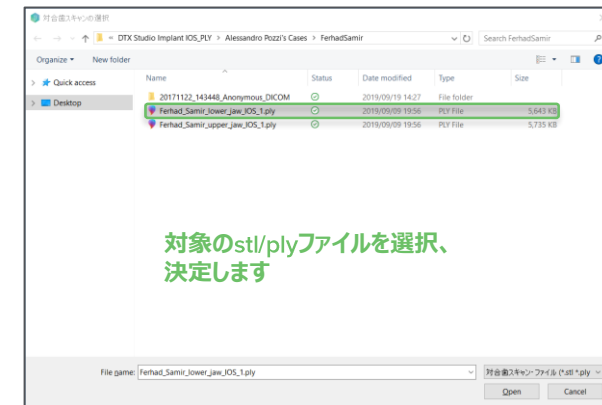 対合歯スキャンの選択
« DTX Studio Implant IOS_PLY > Alessandro Pozzi's Cases > FerhadSamir
Search FerhadSamir
Organize
New folder
Name Status Date modified Type Size
Quick access
Desktop
20171122_143448_Anonymous_DICOM 2019/09/19 14:27 File folder
Ferhad_Samir_lower_jaw_IOS_1.ply 2019/09/09 19:56 PLY File 5,643 KB
Ferhad_Samir_upper_jaw_IOS_1.ply 2019/09/09 19:56 PLY File 5,735 KB
対象のstl/plyファイルを選択、
決定します
File name: Ferhad_Samir_lower_jaw_IOS_1.ply
対合歯スキャン・ファイル (*.stl *.ply
Open Cancel